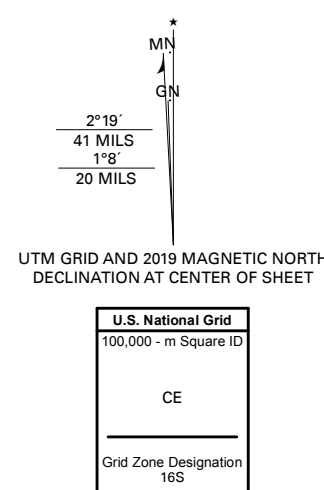 ★
MN
GN
2°19´
41 MILS
1°8´
20 MILS
UTM GRID AND 2019 MAGNETIC NORTH
DECLINATION AT CENTER OF SHEET
U.S. National Grid
100,000 - m Square ID
CE
Grid Zone Designation
16S